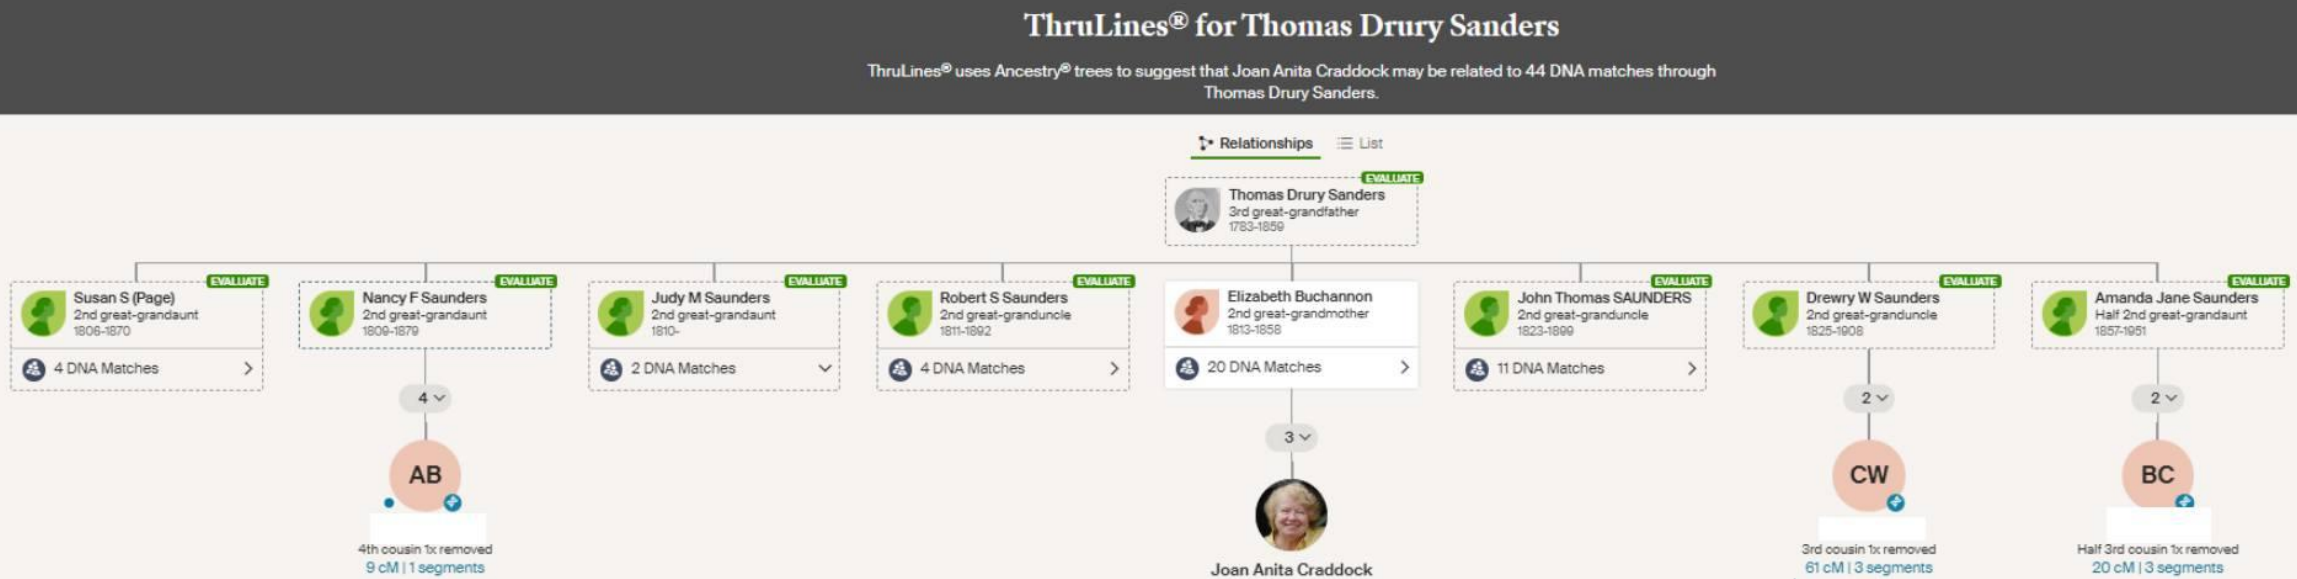 ThruLines® for Thomas Drury Sanders
ThruLines® uses Ancestry® trees to suggest that Joan Anita Craddock may be related to 44 DNA matches through
Thomas Drury Sanders.
Relationships
List
EVALUATE
Thomas Drury Sanders
3rd great-grandfather
1783-1859
EVALUATE
Susan S (Page)
2nd great-grandaunt
1806-1870
4 DNA Matches
EVALUATE
Nancy F Saunders
2nd great-grandaunt
1809-1879
4
AB
4th cousin 1x removed
9 cM | 1 segments
EVALUATE
Judy M Saunders
2nd great-grandaunt
1810-
2 DNA Matches
EVALUATE
Robert S Saunders
2nd great-granduncle
1811-1892
4 DNA Matches
Elizabeth Buchannon
2nd great-grandmother
1813-1858
20 DNA Matches
3
Joan Anita Craddock
EVALUATE
John Thomas SAUNDERS
2nd great-granduncle
1823-1899
11 DNA Matches
EVALUATE
Drewry W Saunders
2nd great-granduncle
1825-1908
2
CW
3rd cousin 1x removed
61 cM | 3 segments
EVALUATE
Amanda Jane Saunders
Half 2nd great-grandaunt
1857-1951
2
BC
Half 3rd cousin 1x removed
20 cM | 3 segments